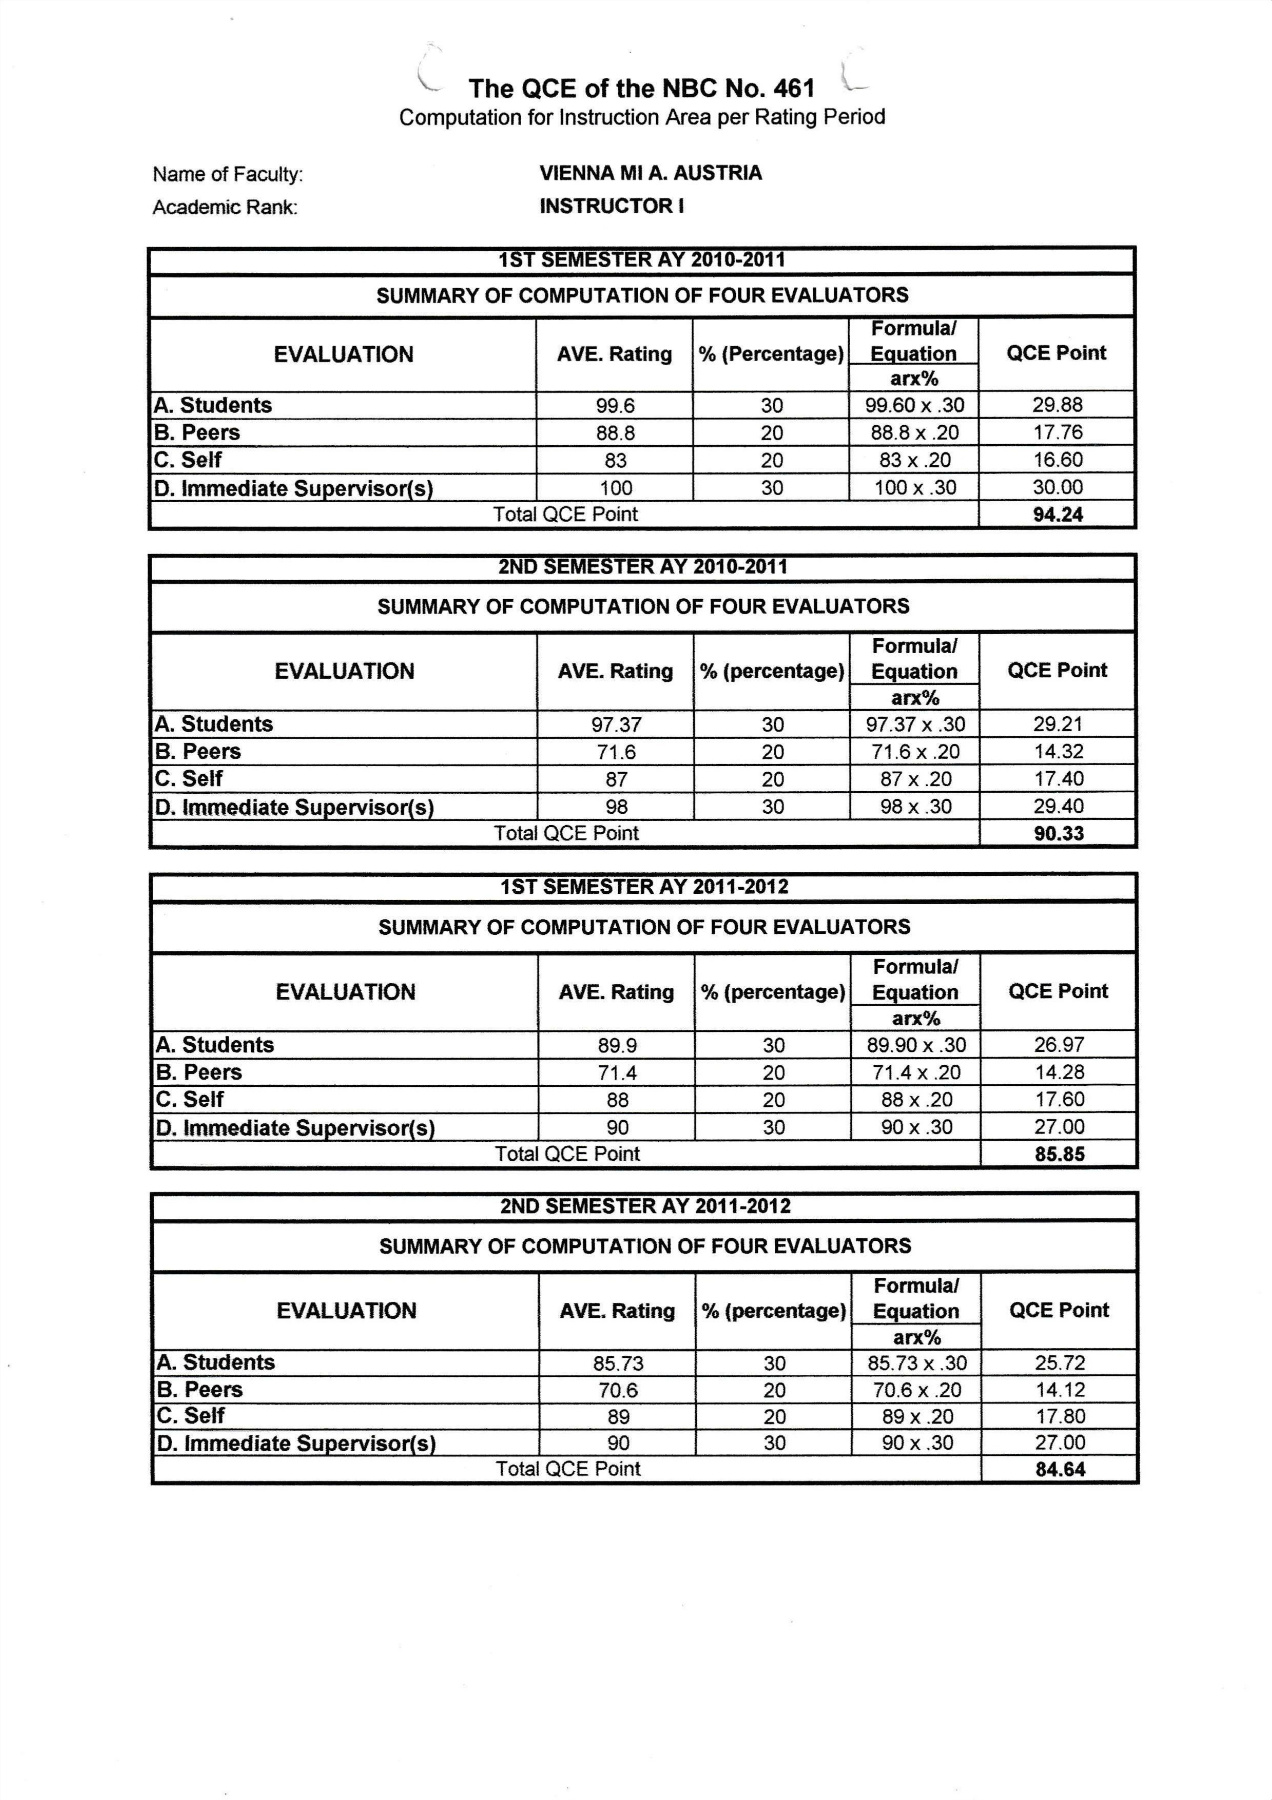 The QCE of the NBC No. 461
Computation for Instruction Area per Rating Period
Name of Faculty: VIENNA MI A. AUSTRIA
Academic Rank: INSTRUCTOR I
1ST SEMESTER AY 2010-2011
SUMMARY OF COMPUTATION OF FOUR EVALUATORS
EVALUATION AVE. Rating % (Percentage) Formula/ Equation arx% QCE Point
A. Students 99.6 30 99.60 x .30 29.88
B. Peers 88.8 20 88.8 x .20 17.76
C. Self 83 20 83 x .20 16.60
D. Immediate Supervisor(s) 100 30 100 x .30 30.00
Total QCE Point 94.24
2ND SEMESTER AY 2010-2011
SUMMARY OF COMPUTATION OF FOUR EVALUATORS
EVALUATION AVE. Rating % (percentage) Formula/ Equation arx% QCE Point
A. Students 97.37 30 97.37 x .30 29.21
B. Peers 71.6 20 71.6 x .20 14.32
C. Self 87 20 87 x .20 17.40
D. Immediate Supervisor(s) 98 30 98 x .30 29.40
Total QCE Point 90.33
1ST SEMESTER AY 2011-2012
SUMMARY OF COMPUTATION OF FOUR EVALUATORS
EVALUATION AVE. Rating % (percentage) Formula/ Equation arx% QCE Point
A. Students 89.9 30 89.90 x .30 26.97
B. Peers 71.4 20 71.4 x .20 14.28
C. Self 88 20 88 x .20 17.60
D. Immediate Supervisor(s) 90 30 90 x .30 27.00
Total QCE Point 85.85
2ND SEMESTER AY 2011-2012
SUMMARY OF COMPUTATION OF FOUR EVALUATORS
EVALUATION AVE. Rating % (percentage) Formula/ Equation arx% QCE Point
A. Students 85.73 30 85.73 x .30 25.72
B. Peers 70.6 20 70.6 x .20 14.12
C. Self 89 20 89 x .20 17.80
D. Immediate Supervisor(s) 90 30 90 x .30 27.00
Total QCE Point 84.64